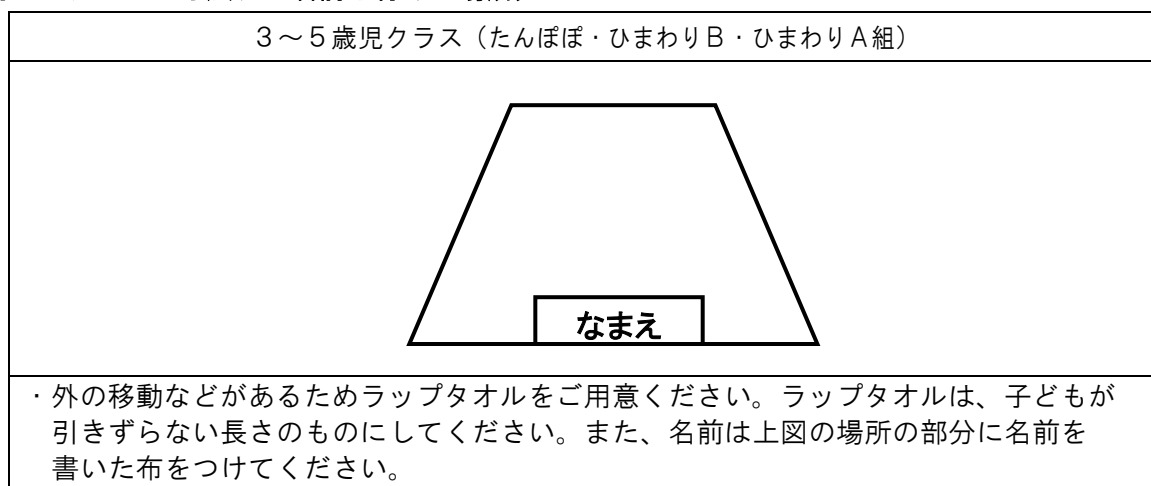 3～5歳児クラス（たんぽぽ・ひまわりB・ひまわりA組）
なまえ
・外の移動などがあるためラップタオルをご用意ください。ラップタオルは、子どもが
引きずらない長さのものにしてください。また、名前は上図の場所の部分に名前を
書いた布をつけてください。